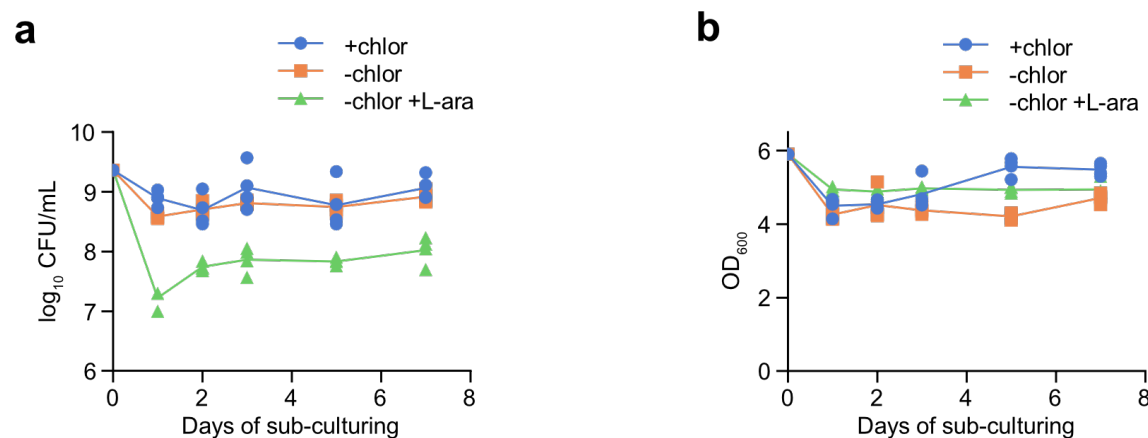 a
+chlor
-chlor
-chlor +L-ara
10
9
8
7
6
log₁₀ CFU/mL
0 2 4 6 8
Days of sub-culturing
b
+chlor
-chlor
-chlor +L-ara
6
4
2
0
OD₆₀₀
0 2 4 6 8
Days of sub-culturing